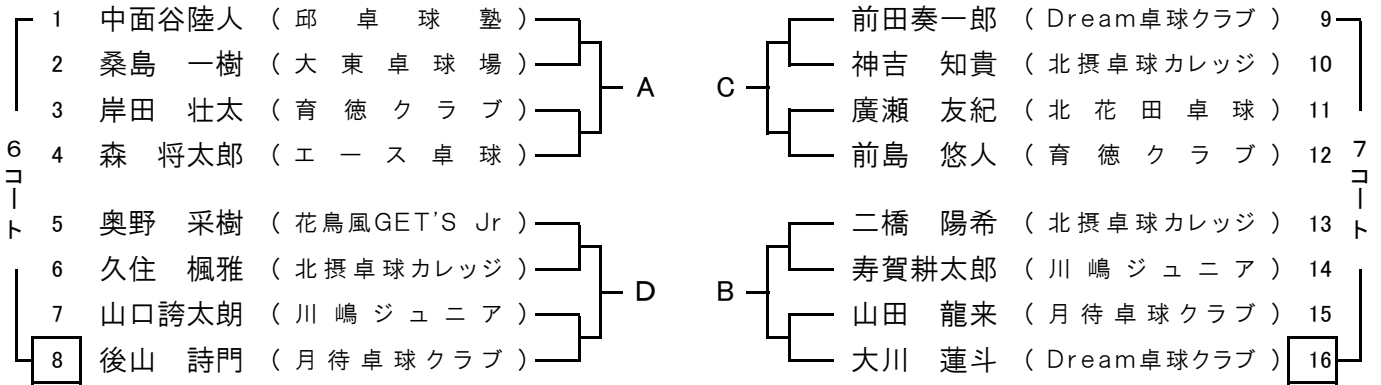 1 中面谷陸人 （ 邱卓球塾 ）
2 桑島　一樹 （ 大東卓球場 ）
3 岸田　壮太 （ 育徳クラブ ）
4 森　将太郎 （ エース卓球 ）
A
5 奥野　采樹 （ 花鳥風GET'S Jr ）
6 久住　楓雅 （ 北摂卓球カレッジ ）
7 山口誇太朗 （ 川嶋ジュニア ）
8 後山　詩門 （ 月待卓球クラブ ）
D
6コート
前田奏一郎 （ Dream卓球クラブ ） 9
神吉　知貴 （ 北摂卓球カレッジ ） 10
廣瀬　友紀 （ 北花田卓球 ） 11
前島　悠人 （ 育徳クラブ ） 12
C
二橋　陽希 （ 北摂卓球カレッジ ） 13
寿賀耕太郎 （ 川嶋ジュニア ） 14
山田　龍来 （ 月待卓球クラブ ） 15
大川　蓮斗 （ Dream卓球クラブ ） 16
B
7コート